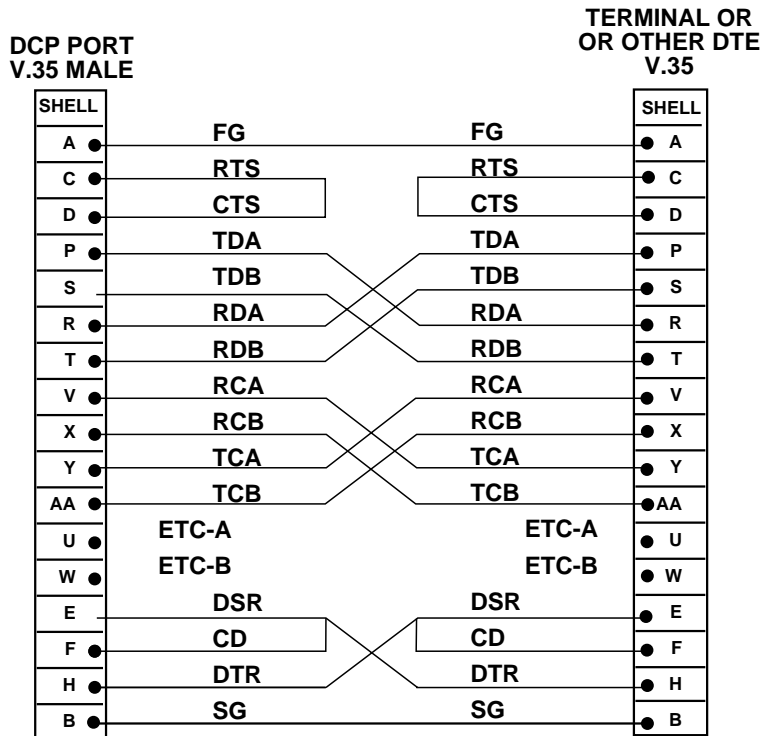 DCP PORT
V.35 MALE
TERMINAL OR
OR OTHER DTE
V.35
SHELL SHELL
A FG FG A
C RTS RTS C
D CTS CTS D
P TDA TDA P
S TDB TDB S
R RDA RDA R
T RDB RDB T
V RCA RCA V
X RCB RCB X
Y TCA TCA Y
AA TCB TCB AA
U ETC-A ETC-A U
W ETC-B ETC-B W
E DSR DSR E
F CD CD F
H DTR DTR H
B SG SG B